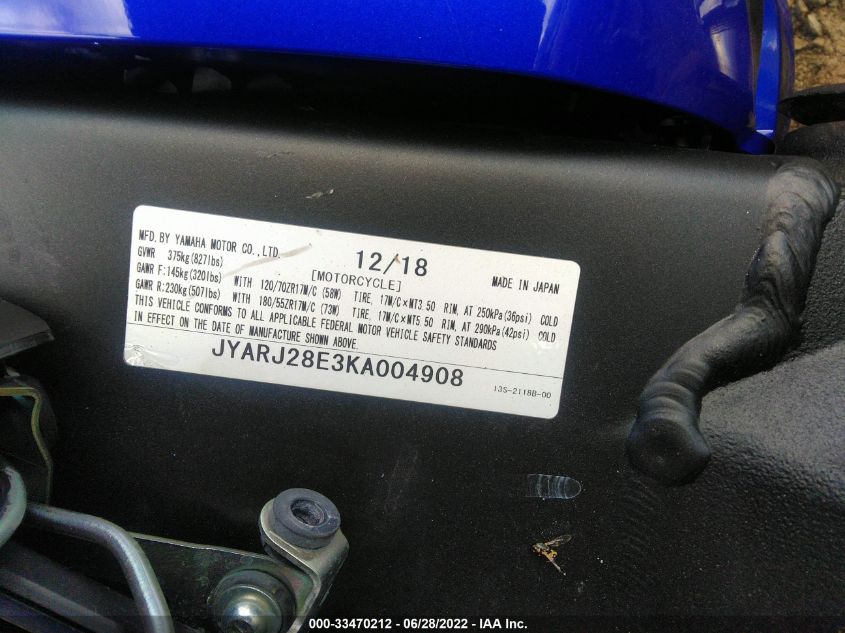 MFD. BY YAMAHA MOTOR CO., LTD. 12/18
GVWR 375kg(827lbs) [MOTORCYCLE] MADE IN JAPAN
GAWR F:145kg(320lbs) WITH 120/70ZR17M/C (58W) TIRE, 17M/C×MT3.50 RIM, AT 250kPa(36psi) COLD
GAWR R:230kg(507lbs) WITH 180/55ZR17M/C (73W) TIRE, 17M/C×MT5.50 RIM, AT 290kPa(42psi) COLD
THIS VEHICLE CONFORMS TO ALL APPLICABLE FEDERAL MOTOR VEHICLE SAFETY STANDARDS
IN EFFECT ON THE DATE OF MANUFACTURE SHOWN ABOVE.
JYARJ28E3KA004908
13S-2118B-00
000-33470212 - 06/28/2022 - IAA Inc.